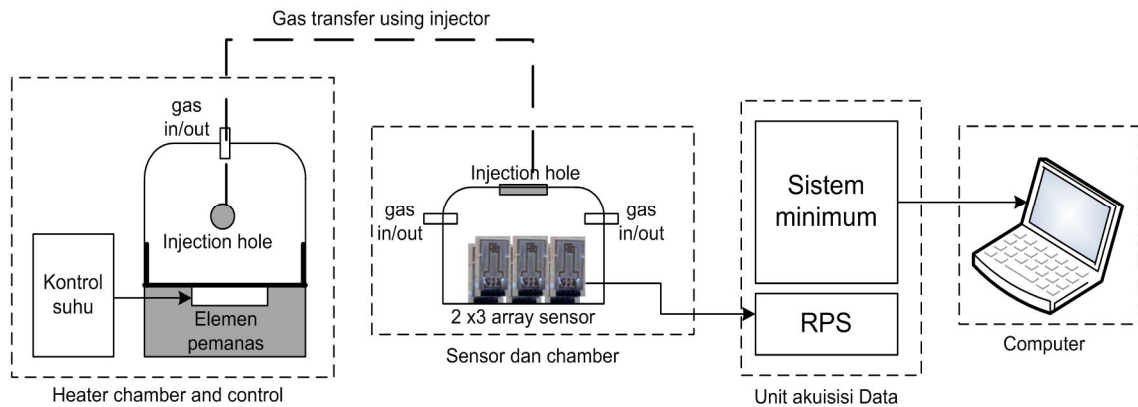 Gas transfer using injector
gas
in/out
Injection hole
Kontrol
suhu
Elemen
pemanas
Heater chamber and control
Injection hole
gas
in/out
gas
in/out
2 x3 array sensor
Sensor dan chamber
Sistem
minimum
RPS
Unit akuisisi Data
Computer